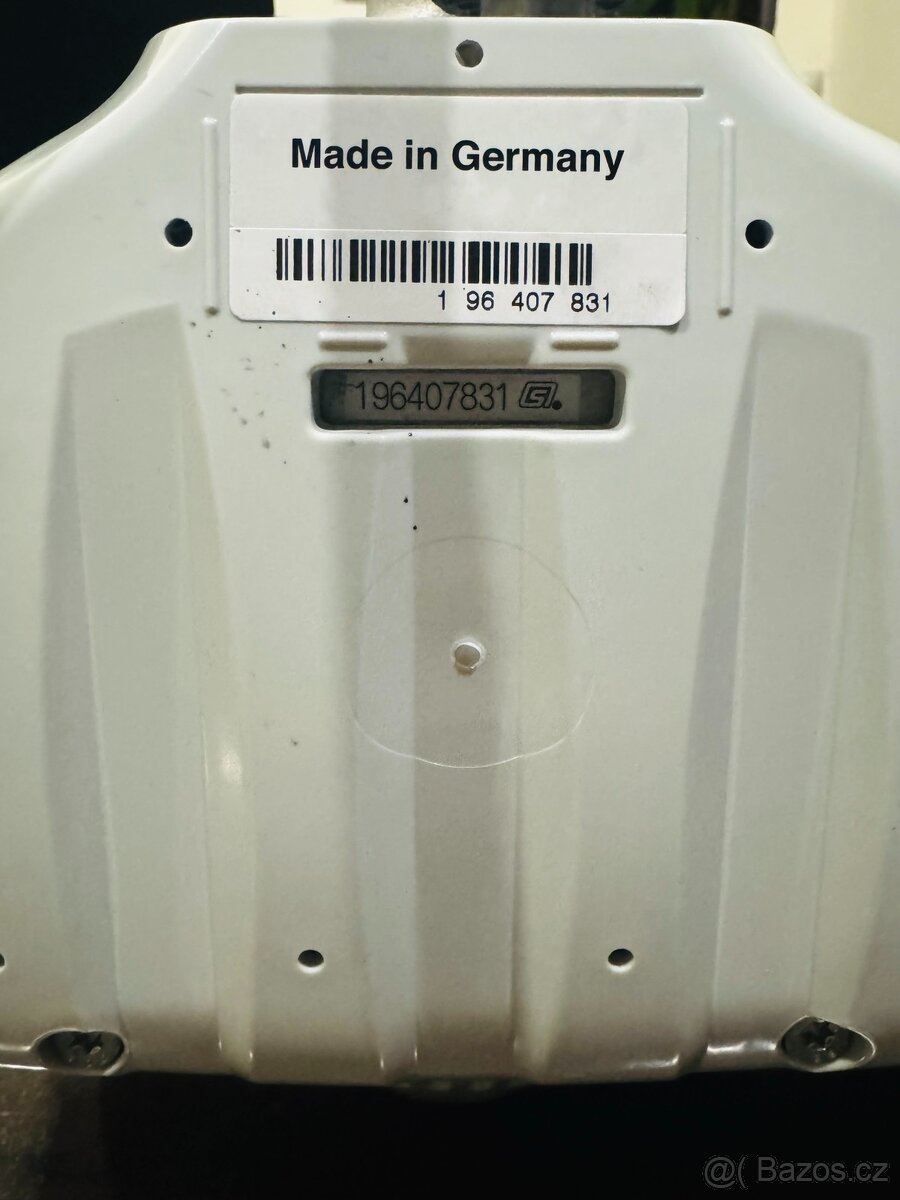 Made in Germany
1 96 407 831
196407831
@( Bazos.cz